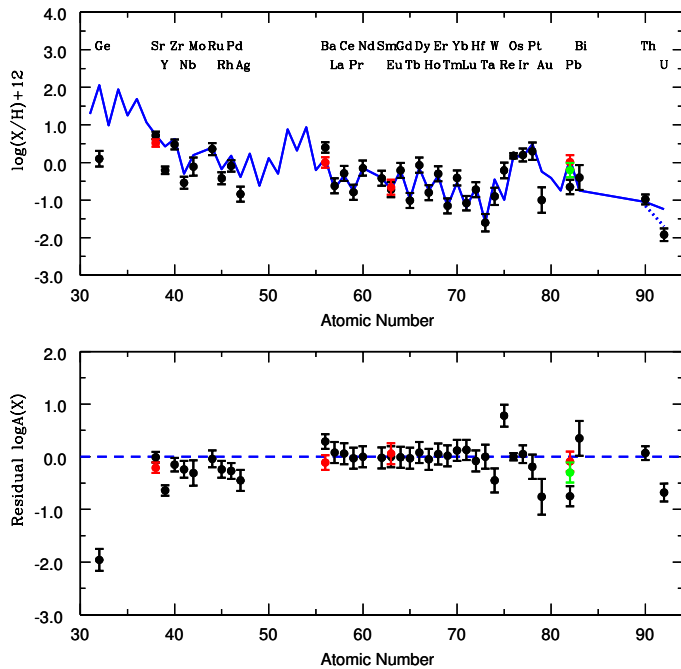 4.0
3.0
2.0
1.0
0.0
-1.0
-2.0
-3.0
log(X/H)+12
Ge Sr Zr Mo Ru Pd Ba Ce Nd Sm Gd Dy Er Yb Hf W Os Pt Bi Th
Y Nb Rh Ag La Pr Eu Tb Ho Tm Lu Ta Re Ir Au Pb U
30 40 50 60 70 80 90
Atomic Number
2.0
1.0
0.0
-1.0
-2.0
-3.0
Residual logA(X)
30 40 50 60 70 80 90
Atomic Number